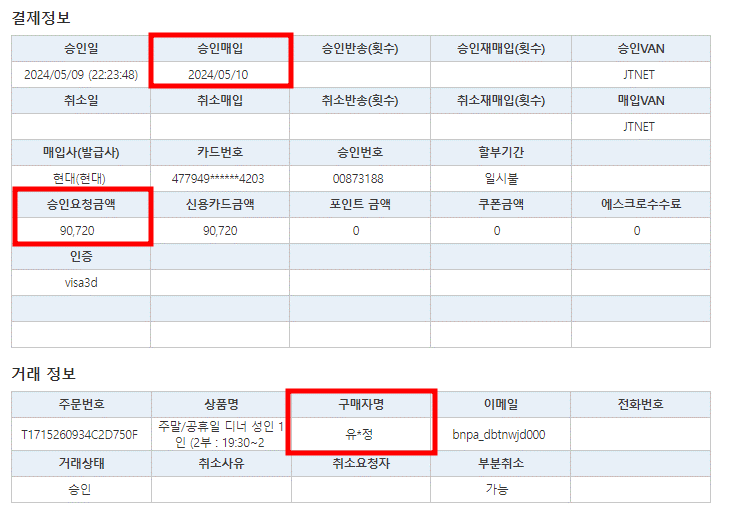 결제정보
승인일 승인매입 승인반송(횟수) 승인재매입(횟수) 승인VAN
2024/05/09 (22:23:48) 2024/05/10 JTNET
취소일 취소매입 취소반송(횟수) 취소재매입(횟수) 매입VAN
JTNET
매입사(발급사) 카드번호 승인번호 할부기간
현대(현대) 477949******4203 00873188 일시불
승인요청금액 신용카드금액 포인트 금액 쿠폰금액 에스크로수수료
90,720 90,720 0 0 0
인증
visa3d
거래 정보
주문번호 상품명 구매자명 이메일 전화번호
T1715260934C2D750F 주말/공휴일 디너 성인 1 유*정 bnpa_dbtnwjd000
인 (2부 : 19:30~2
거래상태 취소사유 취소요청자 부분취소
승인 가능